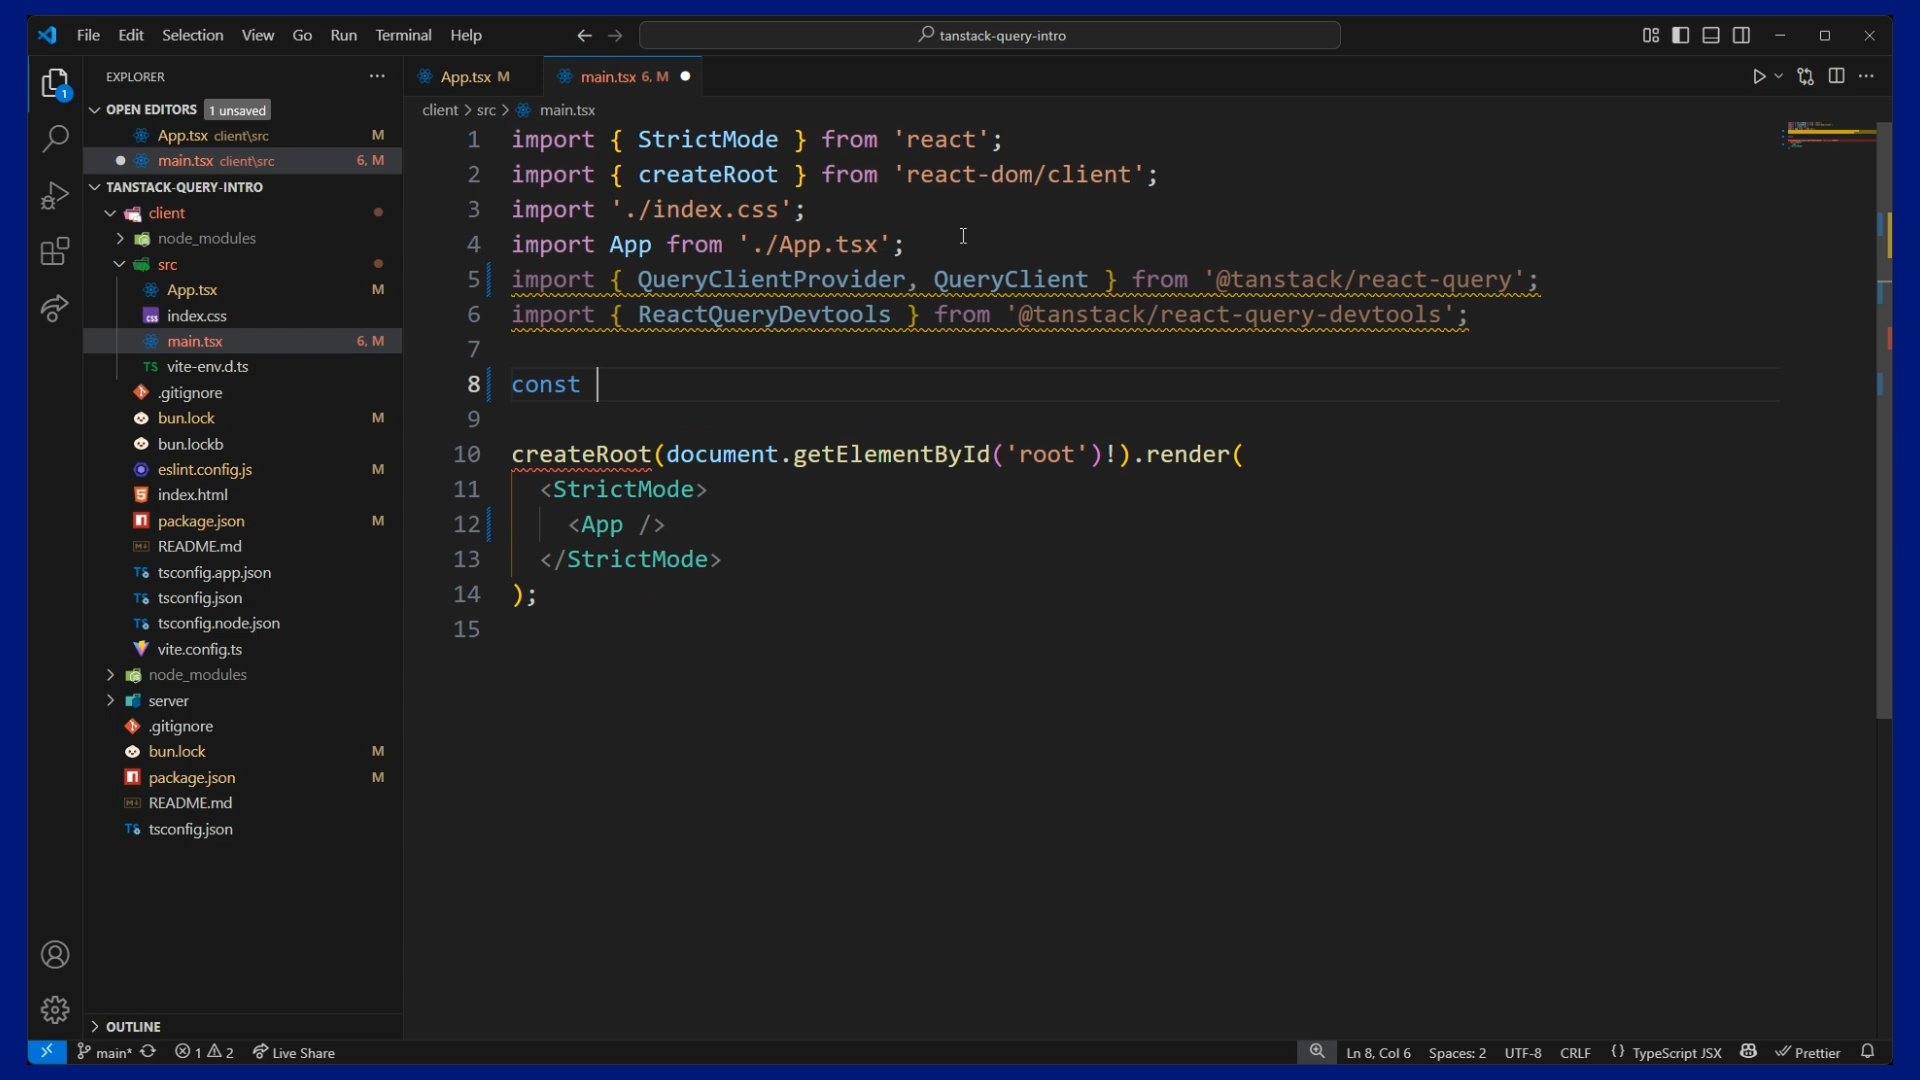 File Edit Selection View Go Run Terminal Help
tanstack-query-intro
EXPLORER
OPEN EDITORS 1 unsaved
App.tsx client\src M
main.tsx client\src 6, M
TANSTACK-QUERY-INTRO
client
node_modules
src
App.tsx M
index.css
main.tsx 6, M
TS vite-env.d.ts
.gitignore
bun.lock M
bun.lockb
eslint.config.js M
index.html
package.json M
README.md
tsconfig.app.json
tsconfig.json
tsconfig.node.json
vite.config.ts
node_modules
server
.gitignore
bun.lock M
package.json M
README.md
tsconfig.json
OUTLINE
1
App.tsx M
main.tsx 6, M
client > src > main.tsx
1 import { StrictMode } from 'react';
2 import { createRoot } from 'react-dom/client';
3 import './index.css';
4 import App from './App.tsx';
5 import { QueryClientProvider, QueryClient } from '@tanstack/react-query';
6 import { ReactQueryDevtools } from '@tanstack/react-query-devtools';
7
8 const
9
10 createRoot(document.getElementById('root')!).render(
11 <StrictMode>
12 <App />
13 </StrictMode>
14 );
15
main* 1 2 Live Share
Ln 8, Col 6 Spaces: 2 UTF-8 CRLF {} TypeScript JSX Prettier